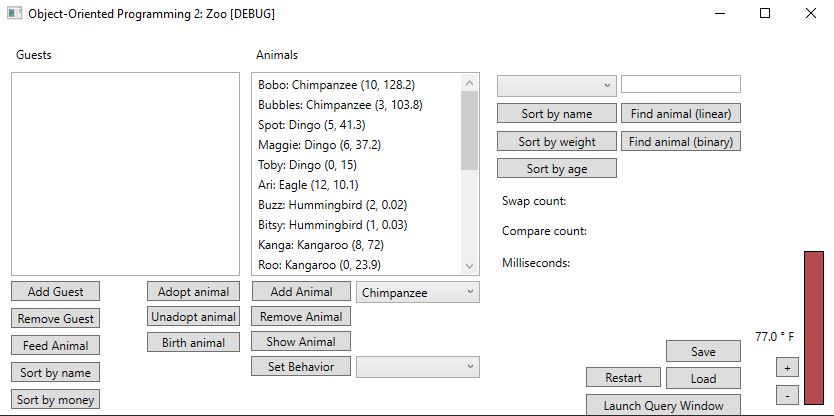 Object-Oriented Programming 2: Zoo [DEBUG]
Guests
Animals
Bobo: Chimpanzee (10, 128.2)
Bubbles: Chimpanzee (3, 103.8)
Spot: Dingo (5, 41.3)
Maggie: Dingo (6, 37.2)
Toby: Dingo (0, 15)
Ari: Eagle (12, 10.1)
Buzz: Hummingbird (2, 0.02)
Bitsy: Hummingbird (1, 0.03)
Kanga: Kangaroo (8, 72)
Roo: Kangaroo (0, 23.9)
Sort by name
Find animal (linear)
Sort by weight
Find animal (binary)
Sort by age
Swap count:
Compare count:
Milliseconds:
Add Guest
Adopt animal
Add Animal
Chimpanzee
Remove Guest
Unadopt animal
Remove Animal
Feed Animal
Birth animal
Show Animal
Sort by name
Set Behavior
Sort by money
77.0 ° F
Save
+
Restart
Load
-
Launch Query Window